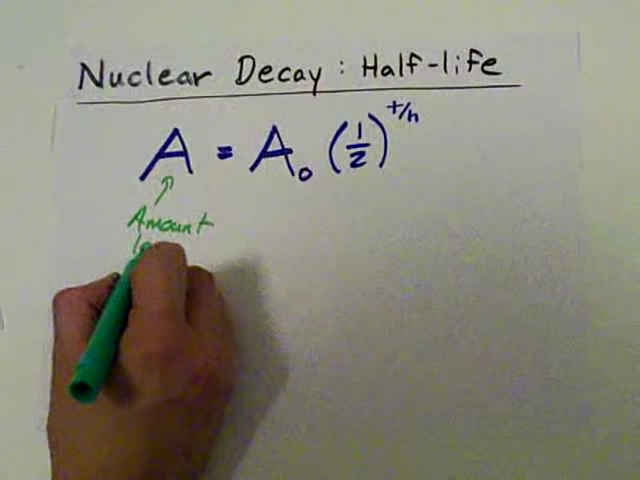 Nuclear Decay : Half-life
A = A₀ (1/2)^t/h
Amount